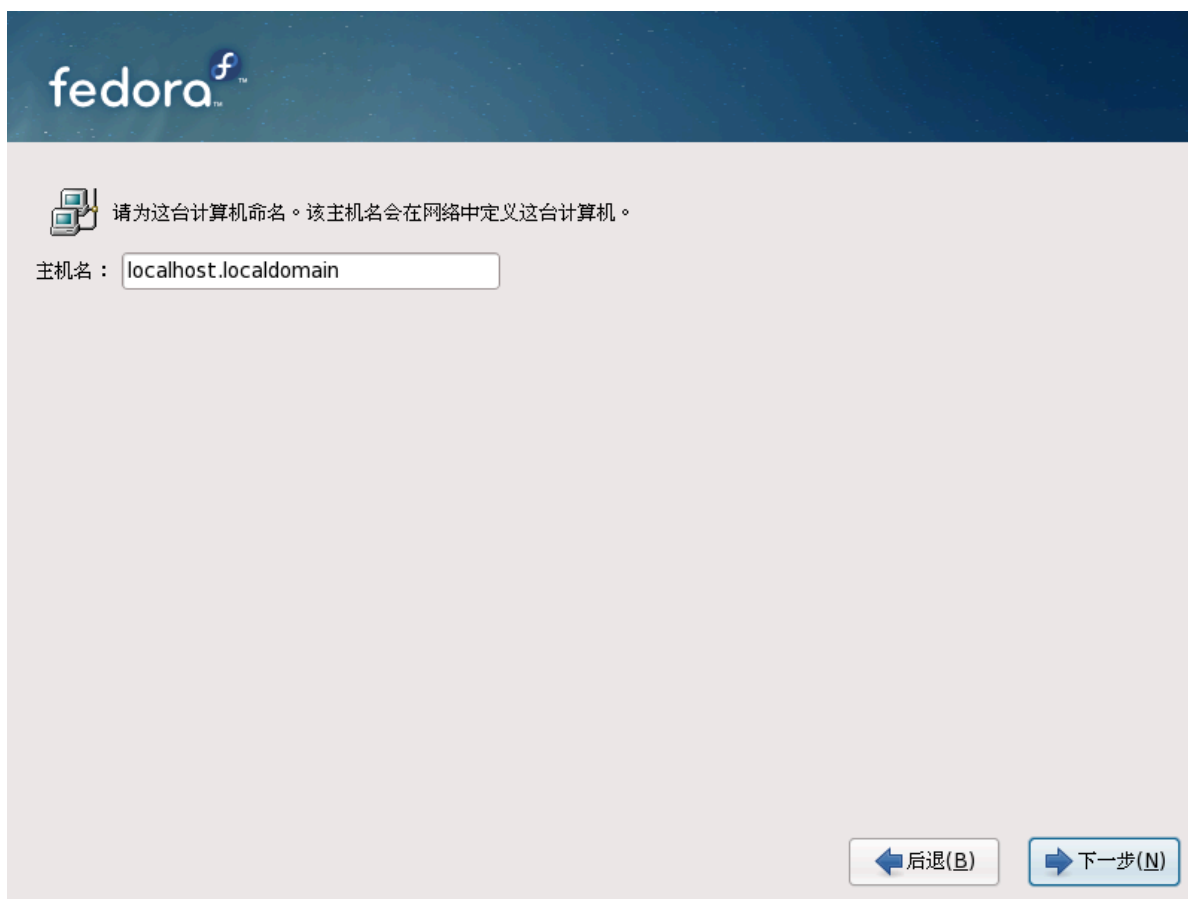 fedora
请为这台计算机命名。该主机名会在网络中定义这台计算机。
主机名： localhost.localdomain
后退(B) 下一步(N)